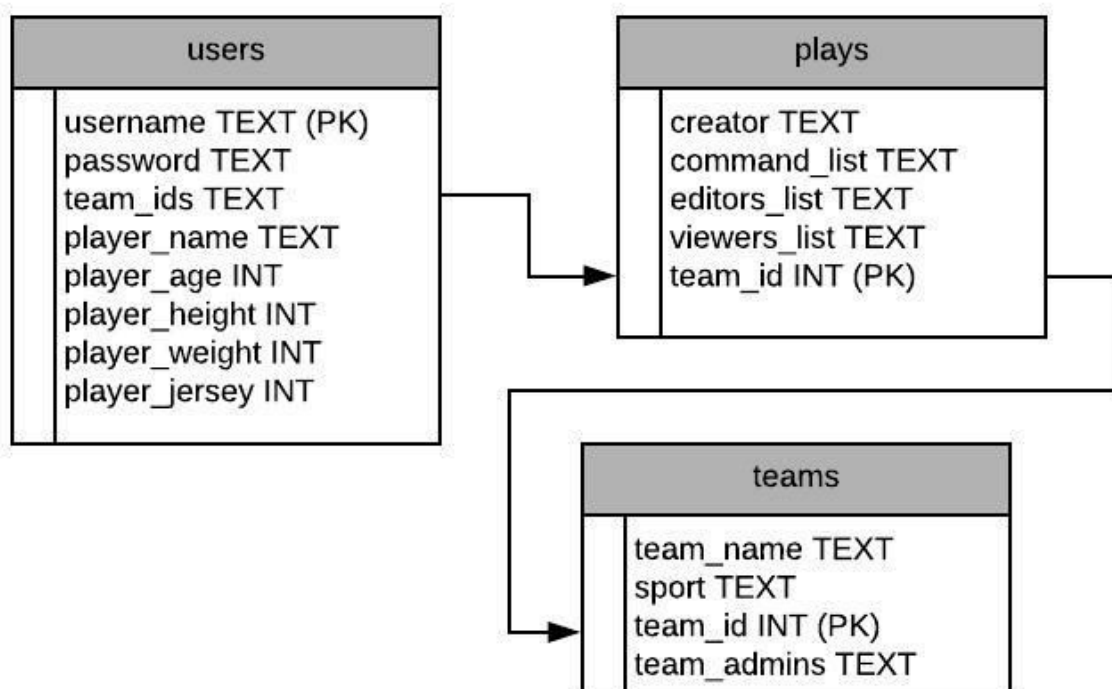 users
username TEXT (PK)
password TEXT
team_ids TEXT
player_name TEXT
player_age INT
player_height INT
player_weight INT
player_jersey INT
plays
creator TEXT
command_list TEXT
editors_list TEXT
viewers_list TEXT
team_id INT (PK)
teams
team_name TEXT
sport TEXT
team_id INT (PK)
team_admins TEXT